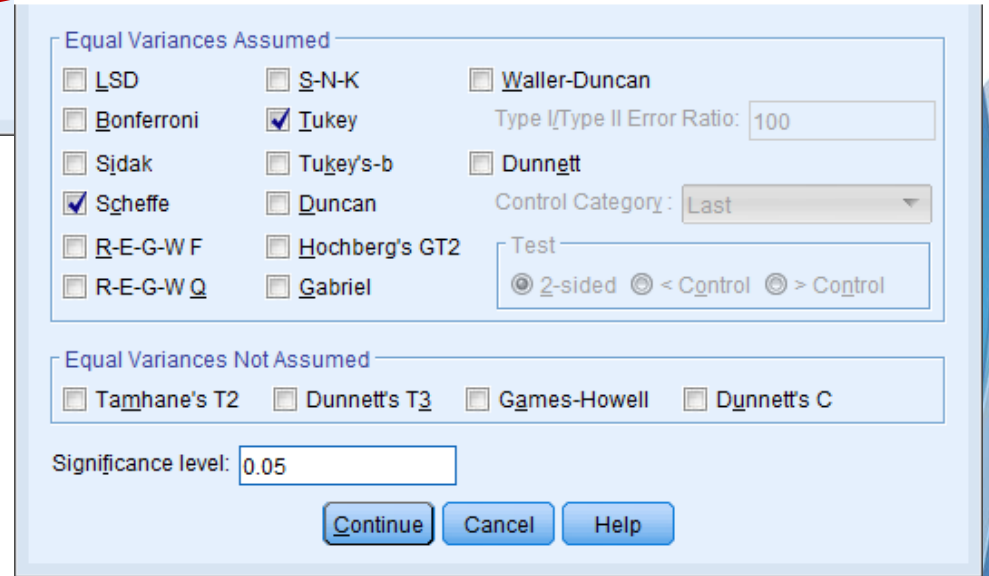 Equal Variances Assumed
LSD S-N-K Waller-Duncan
Bonferroni Tukey Type I/Type II Error Ratio: 100
Sidak Tukey's-b Dunnett
Scheffe Duncan Control Category: Last
R-E-G-W F Hochberg's GT2 Test
R-E-G-W Q Gabriel 2-sided < Control > Control
Equal Variances Not Assumed
Tamhane's T2 Dunnett's T3 Games-Howell Dunnett's C
Significance level: 0.05
Continue Cancel Help